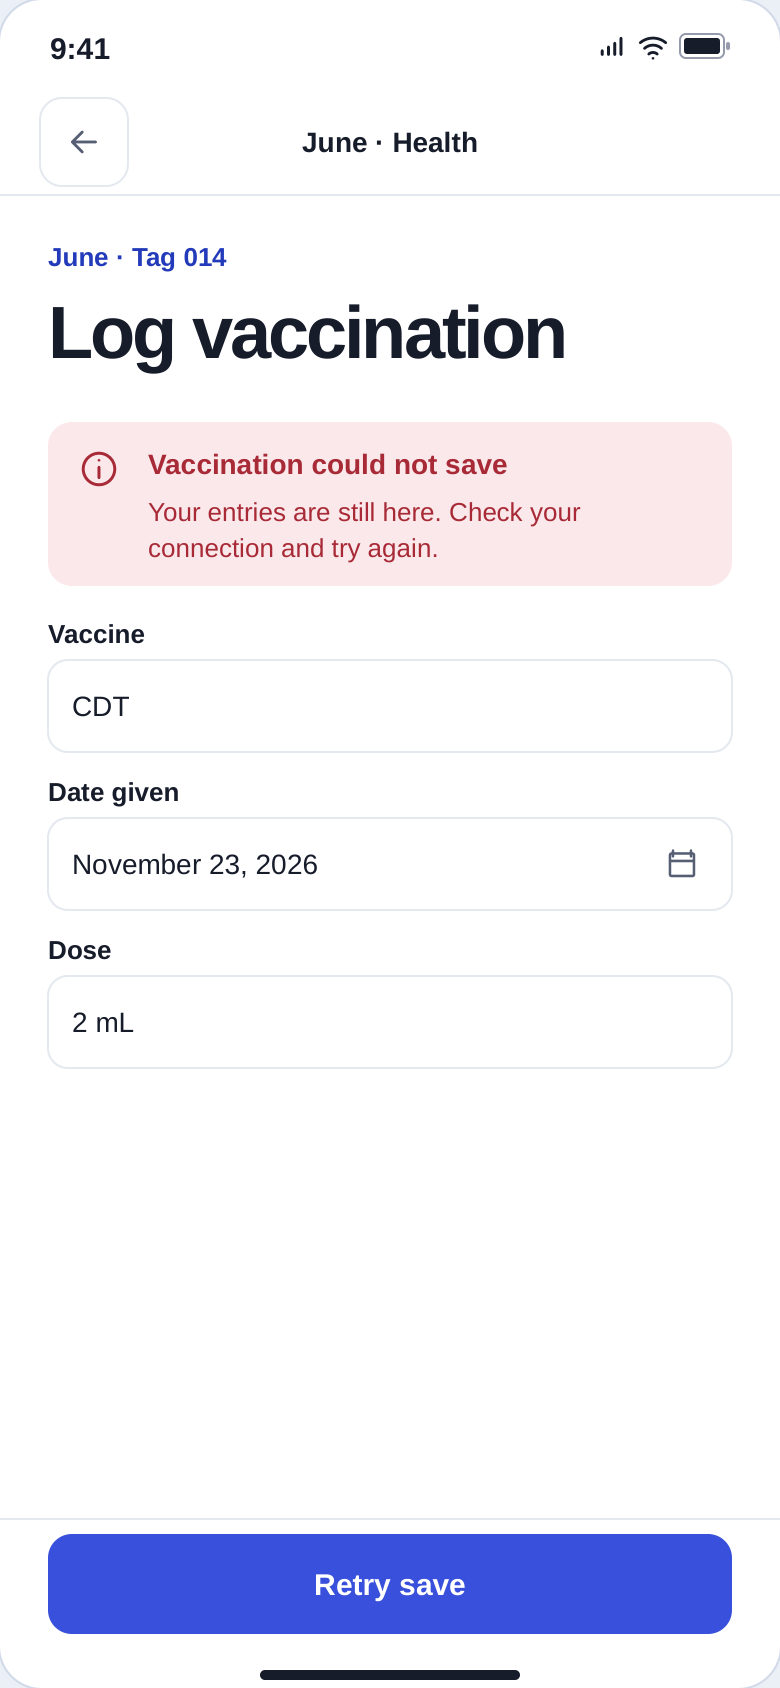 9:41
June · Health
June · Tag 014
Log vaccination
Vaccination could not save
Your entries are still here. Check your
connection and try again.
Vaccine
CDT
Date given
November 23, 2026
Dose
2 mL
Retry save